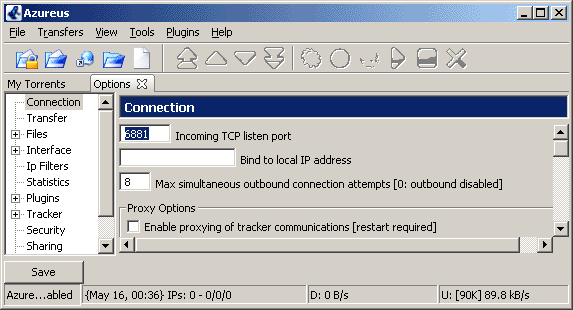 Azureus
File Transfers View Tools Plugins Help
My Torrents Options
Connection
Transfer
Files
Interface
Ip Filters
Statistics
Plugins
Tracker
Security
Sharing
Connection
6881 Incoming TCP listen port
Bind to local IP address
8 Max simultaneous outbound connection attempts [0: outbound disabled]
Proxy Options
Enable proxying of tracker communications [restart required]
Save
Azure...abled {May 16, 00:36} IPs: 0 - 0/0/0 D: 0 B/s U: [90K] 89.8 kB/s